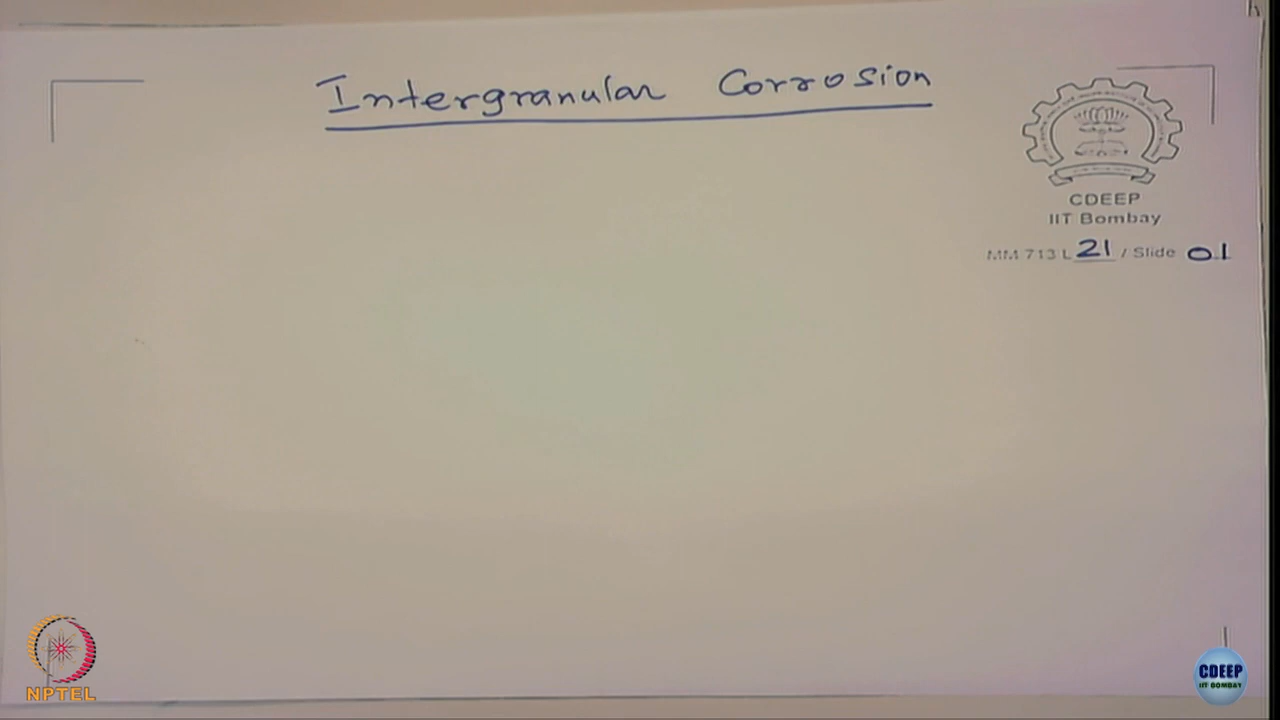 Intergranular Corrosion
CDEEP
IIT Bombay
MM 713 L 21 / Slide 01
NPTEL
CDEEP
IIT BOMBAY